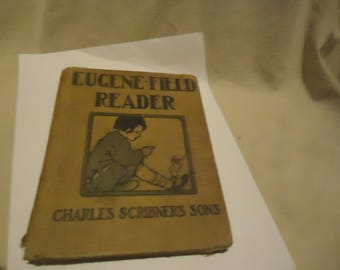 EUGENE FIELD
READER
CHARLES SCRIBNER'S SONS